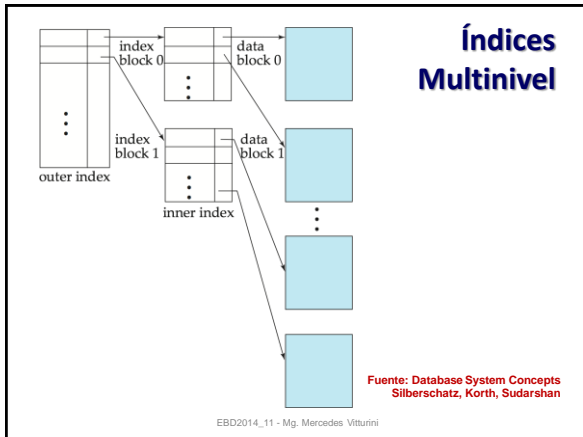 Índices
Multinivel
index
block 0
data
block 0
index
block 1
data
block 1
outer index
inner index
Fuente: Database System Concepts
Silberschatz, Korth, Sudarshan
EBD2014_11 - Mg. Mercedes Vitturini